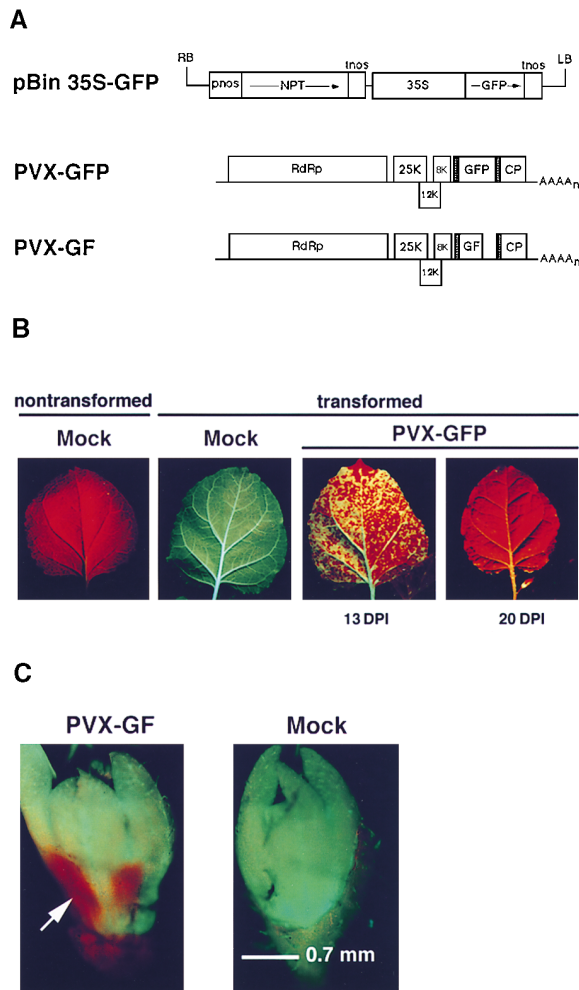 A
RB
tnos
tnos
LB
pBin 35S-GFP
pnos
NPT
35S
GFP
PVX-GFP
RdRp
25K
8K
GFP
CP
AAAAn
12K
PVX-GF
RdRp
25K
8K
GF
CP
AAAAn
12K
B
nontransformed
transformed
Mock
Mock
PVX-GFP
13 DPI
20 DPI
C
PVX-GF
Mock
0.7 mm